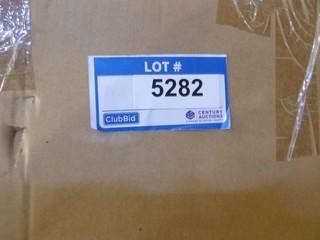 LOT #
5282
ClubBid
CENTURY
AUCTIONS